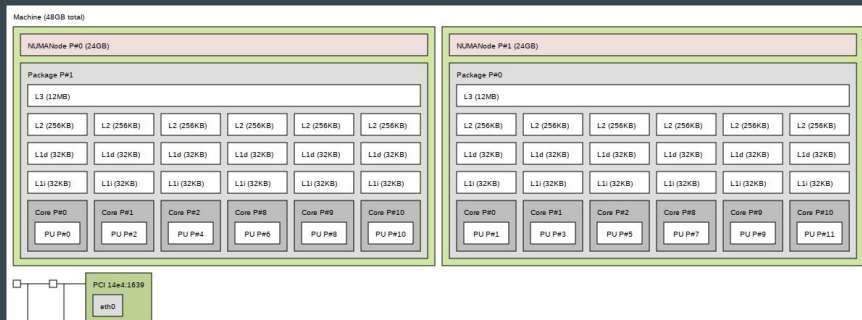 Machine (48GB total)
NUMANode P#0 (24GB)
Package P#1
L3 (12MB)
L2 (256KB) L2 (256KB) L2 (256KB) L2 (256KB) L2 (256KB) L2 (256KB)
L1d (32KB) L1d (32KB) L1d (32KB) L1d (32KB) L1d (32KB) L1d (32KB)
L1i (32KB) L1i (32KB) L1i (32KB) L1i (32KB) L1i (32KB) L1i (32KB)
Core P#0 Core P#1 Core P#2 Core P#8 Core P#9 Core P#10
PU P#0 PU P#2 PU P#4 PU P#6 PU P#8 PU P#10
NUMANode P#1 (24GB)
Package P#0
L3 (12MB)
L2 (256KB) L2 (256KB) L2 (256KB) L2 (256KB) L2 (256KB) L2 (256KB)
L1d (32KB) L1d (32KB) L1d (32KB) L1d (32KB) L1d (32KB) L1d (32KB)
L1i (32KB) L1i (32KB) L1i (32KB) L1i (32KB) L1i (32KB) L1i (32KB)
Core P#0 Core P#1 Core P#2 Core P#8 Core P#9 Core P#10
PU P#1 PU P#3 PU P#5 PU P#7 PU P#9 PU P#11
PCI 14e4:1639
eth0